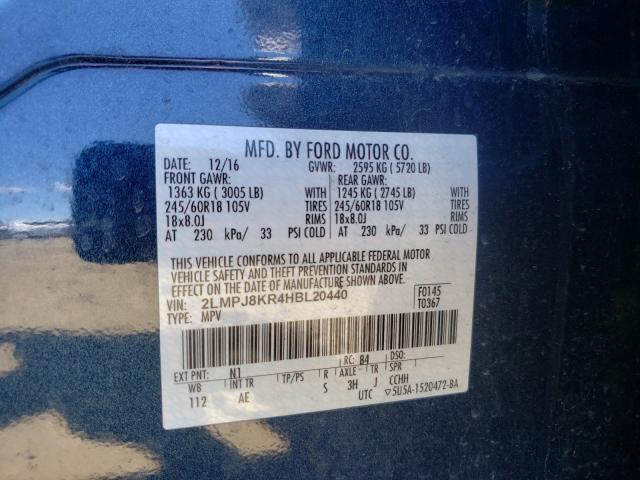 MFD. BY FORD MOTOR CO.
DATE: 12/16 GVWR: 2595 KG ( 5720 LB)
FRONT GAWR: REAR GAWR:
1363 KG ( 3005 LB) WITH 1245 KG ( 2745 LB) WITH
245/60R18 105V TIRES 245/60R18 105V TIRES
18x8.0J RIMS 18x8.0J RIMS
AT 230 kPa/ 33 PSI COLD AT 230 kPa/ 33 PSI COLD
THIS VEHICLE CONFORMS TO ALL APPLICABLE FEDERAL MOTOR
VEHICLE SAFETY AND THEFT PREVENTION STANDARDS IN
EFFECT ON THE DATE OF MANUFACTURE SHOWN ABOVE.
VIN: 2LMPJ8KR4HBL20440 F0145
TYPE: MPV T0367
EXT PNT: N1 RC: 84 DSO:
WB INT TR TP/PS R AXLE TR SPR
112 AE S 3H J CCHH
UTC ▽5U5A-1520472-BA